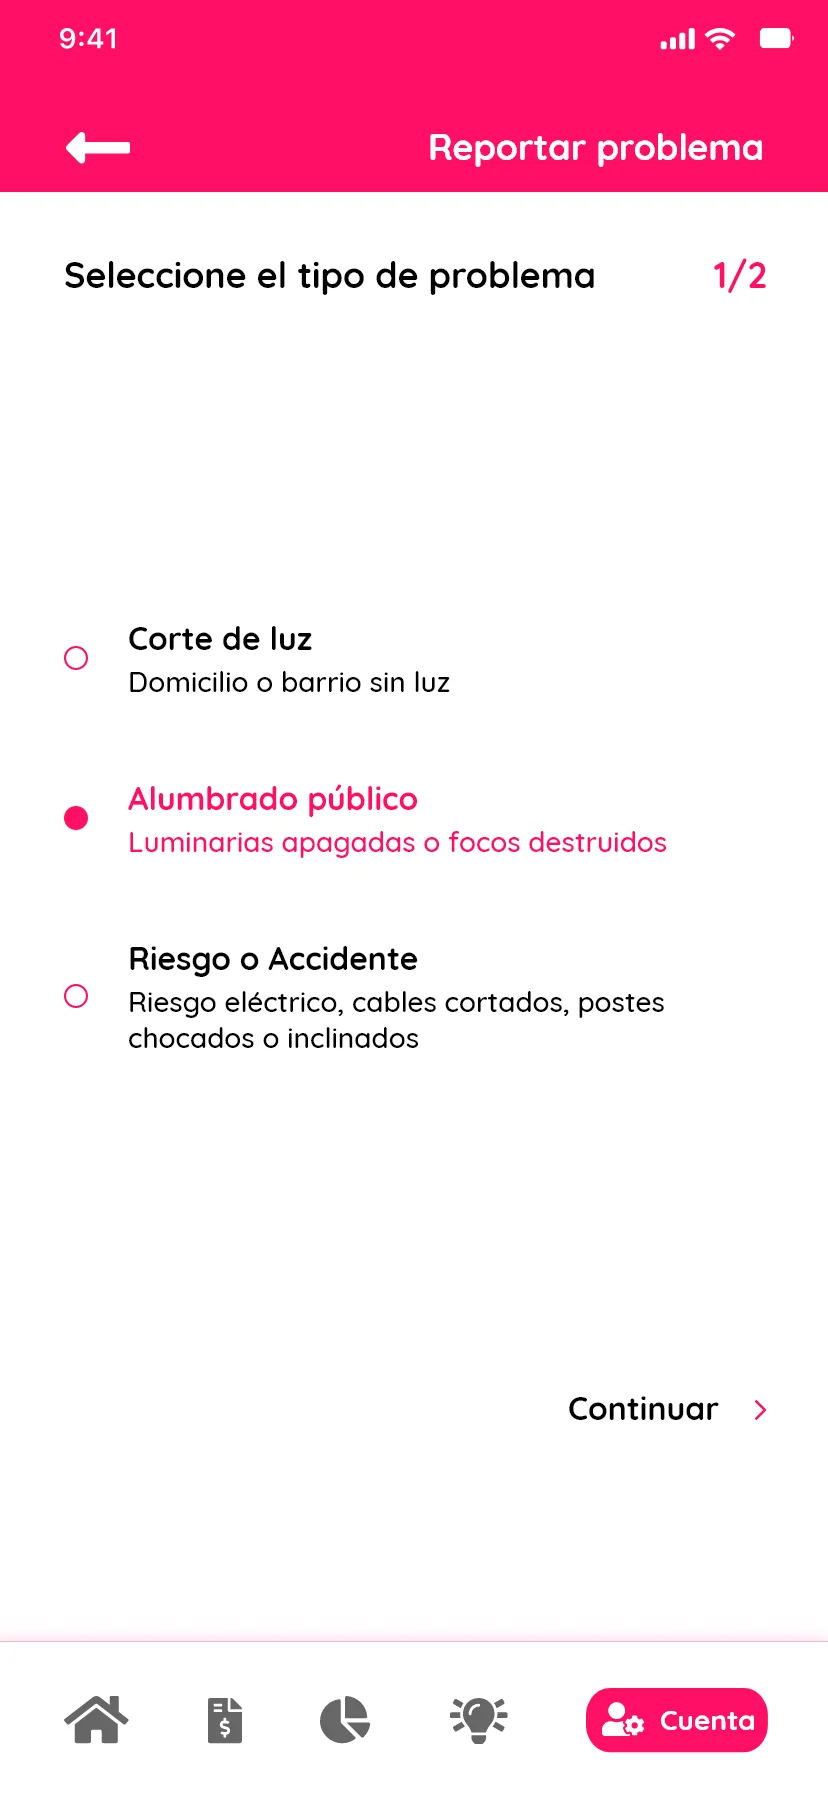 9:41
Reportar problema
Seleccione el tipo de problema 1/2
Corte de luz
Domicilio o barrio sin luz
Alumbrado público
Luminarias apagadas o focos destruidos
Riesgo o Accidente
Riesgo eléctrico, cables cortados, postes
chocados o inclinados
Continuar
$
Cuenta